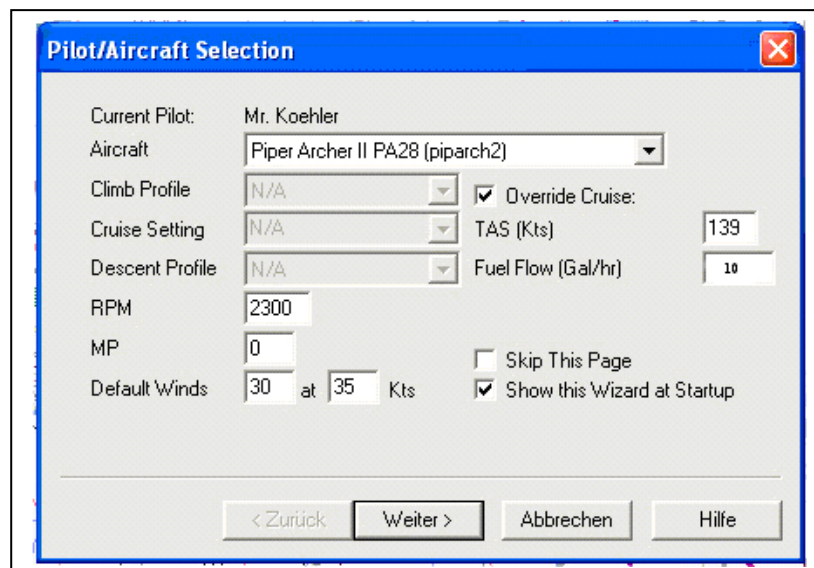 Pilot/Aircraft Selection
Current Pilot: Mr. Koehler
Aircraft Piper Archer II PA28 (piparch2)
Climb Profile N/A Override Cruise:
Cruise Setting N/A TAS (Kts) 139
Descent Profile N/A Fuel Flow (Gal/hr) 10
RPM 2300
MP 0 Skip This Page
Default Winds 30 at 35 Kts Show this Wizard at Startup
< Zurück Weiter > Abbrechen Hilfe